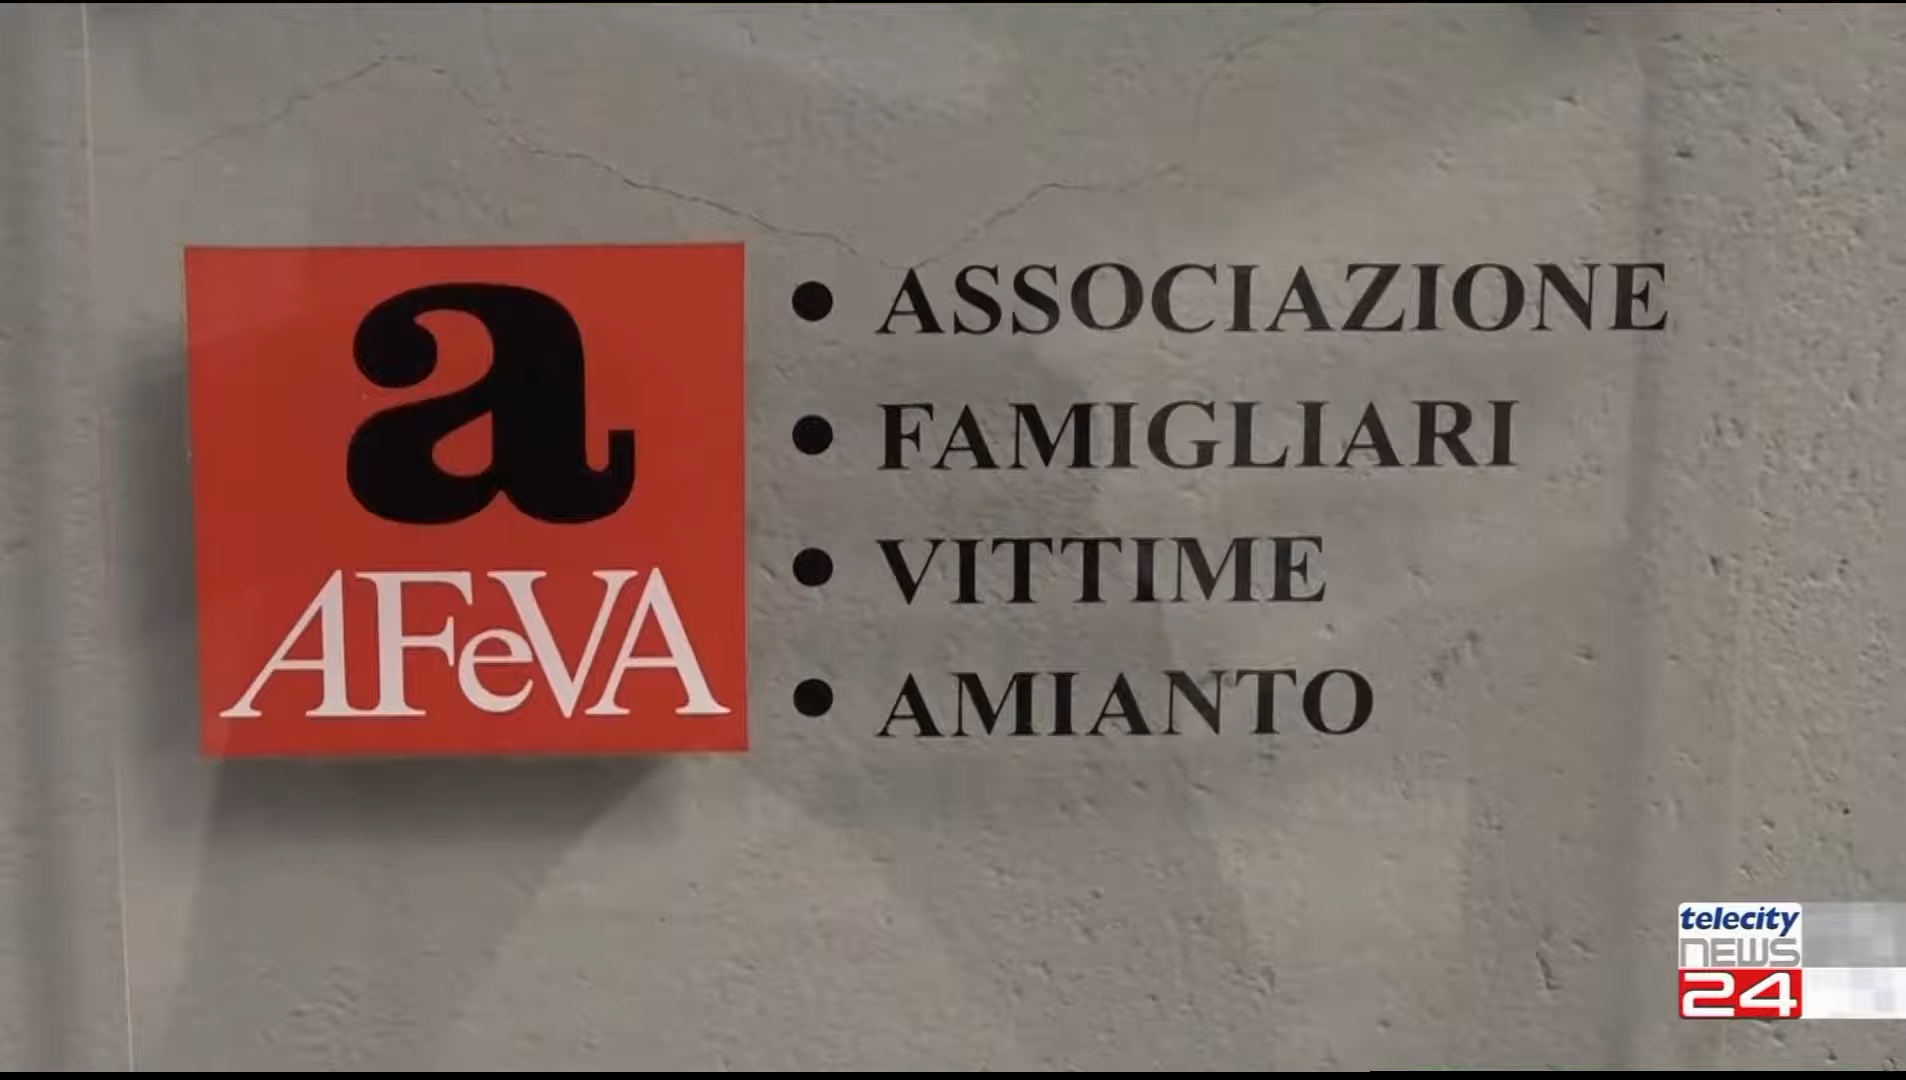 a
AFeVA
• ASSOCIAZIONE
• FAMIGLIARI
• VITTIME
• AMIANTO
telecity
NEWS
24